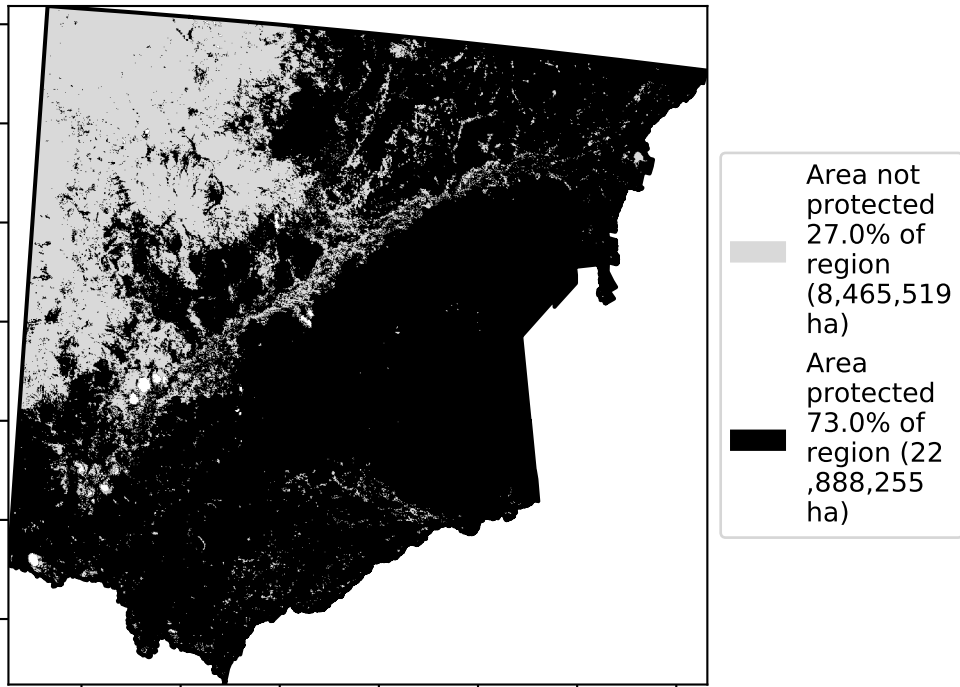 Area not
protected
27.0% of
region
(8,465,519
ha)
Area
protected
73.0% of
region (22
,888,255
ha)